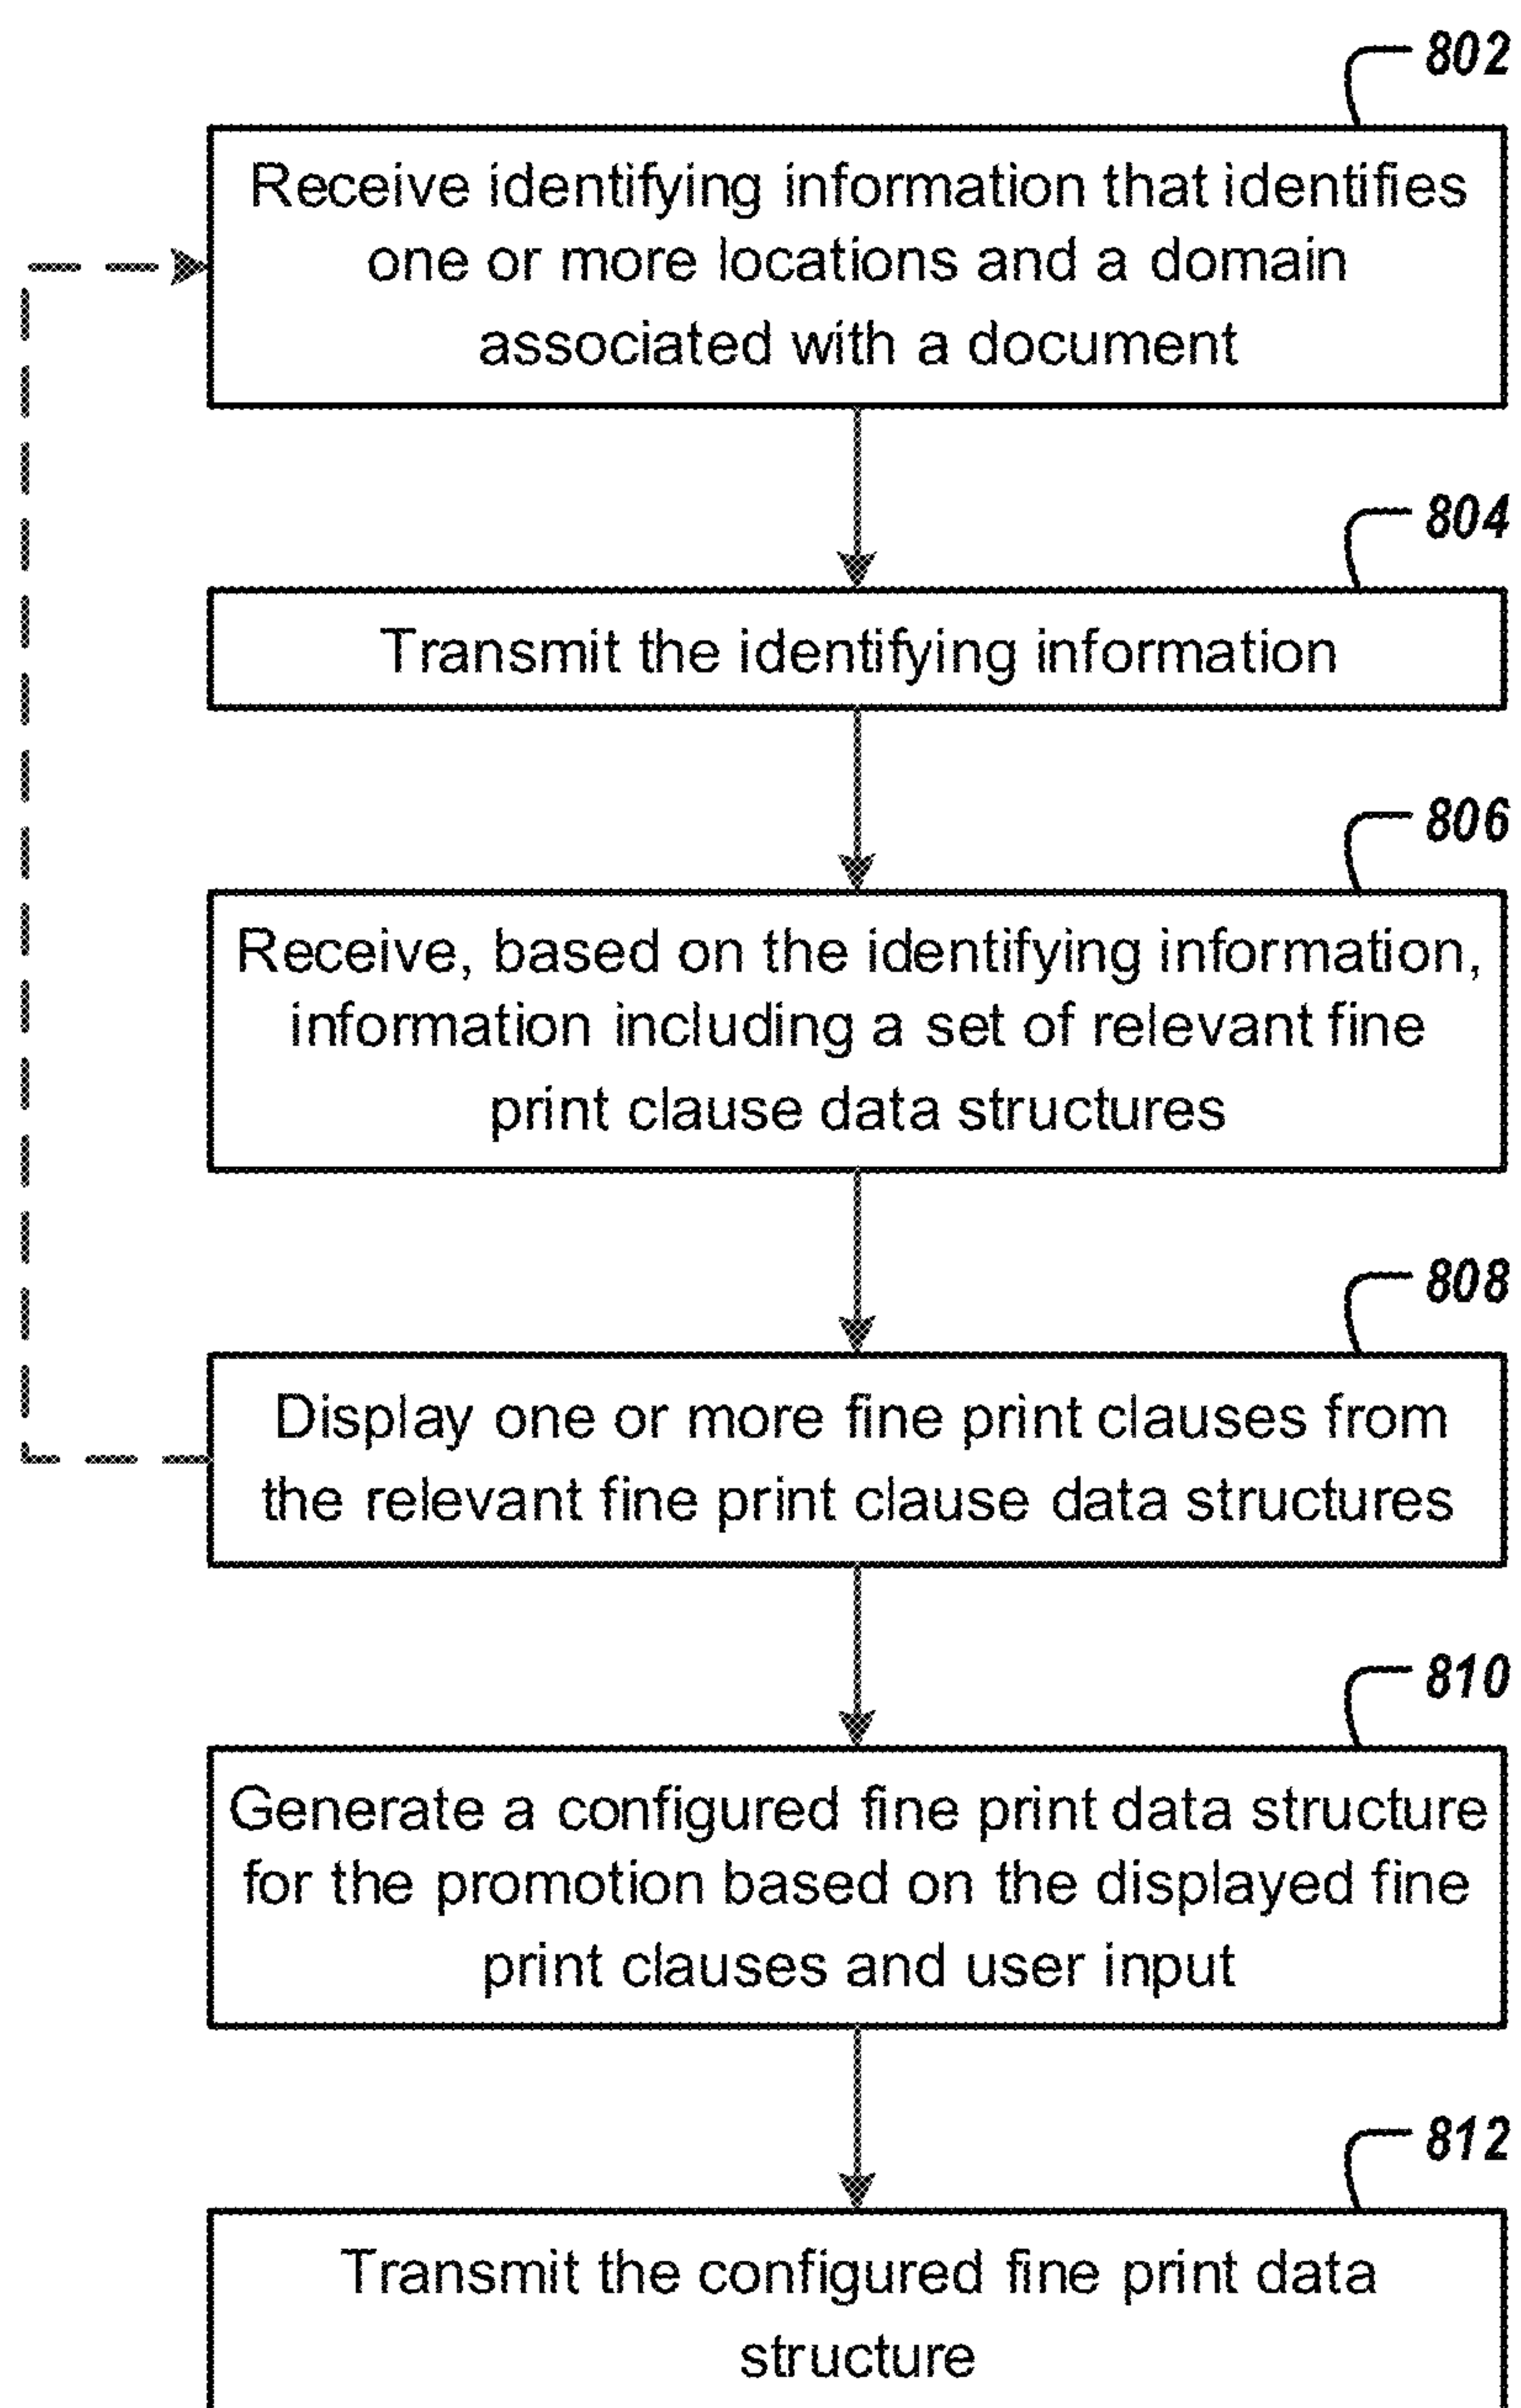 802
Receive identifying information that identifies
one or more locations and a domain
associated with a document
804
Transmit the identifying information
806
Receive, based on the identifying information,
information including a set of relevant fine
print clause data structures
808
Display one or more fine print clauses from
the relevant fine print clause data structures
810
Generate a configured fine print data structure
for the promotion based on the displayed fine
print clauses and user input
812
Transmit the configured fine print data
structure